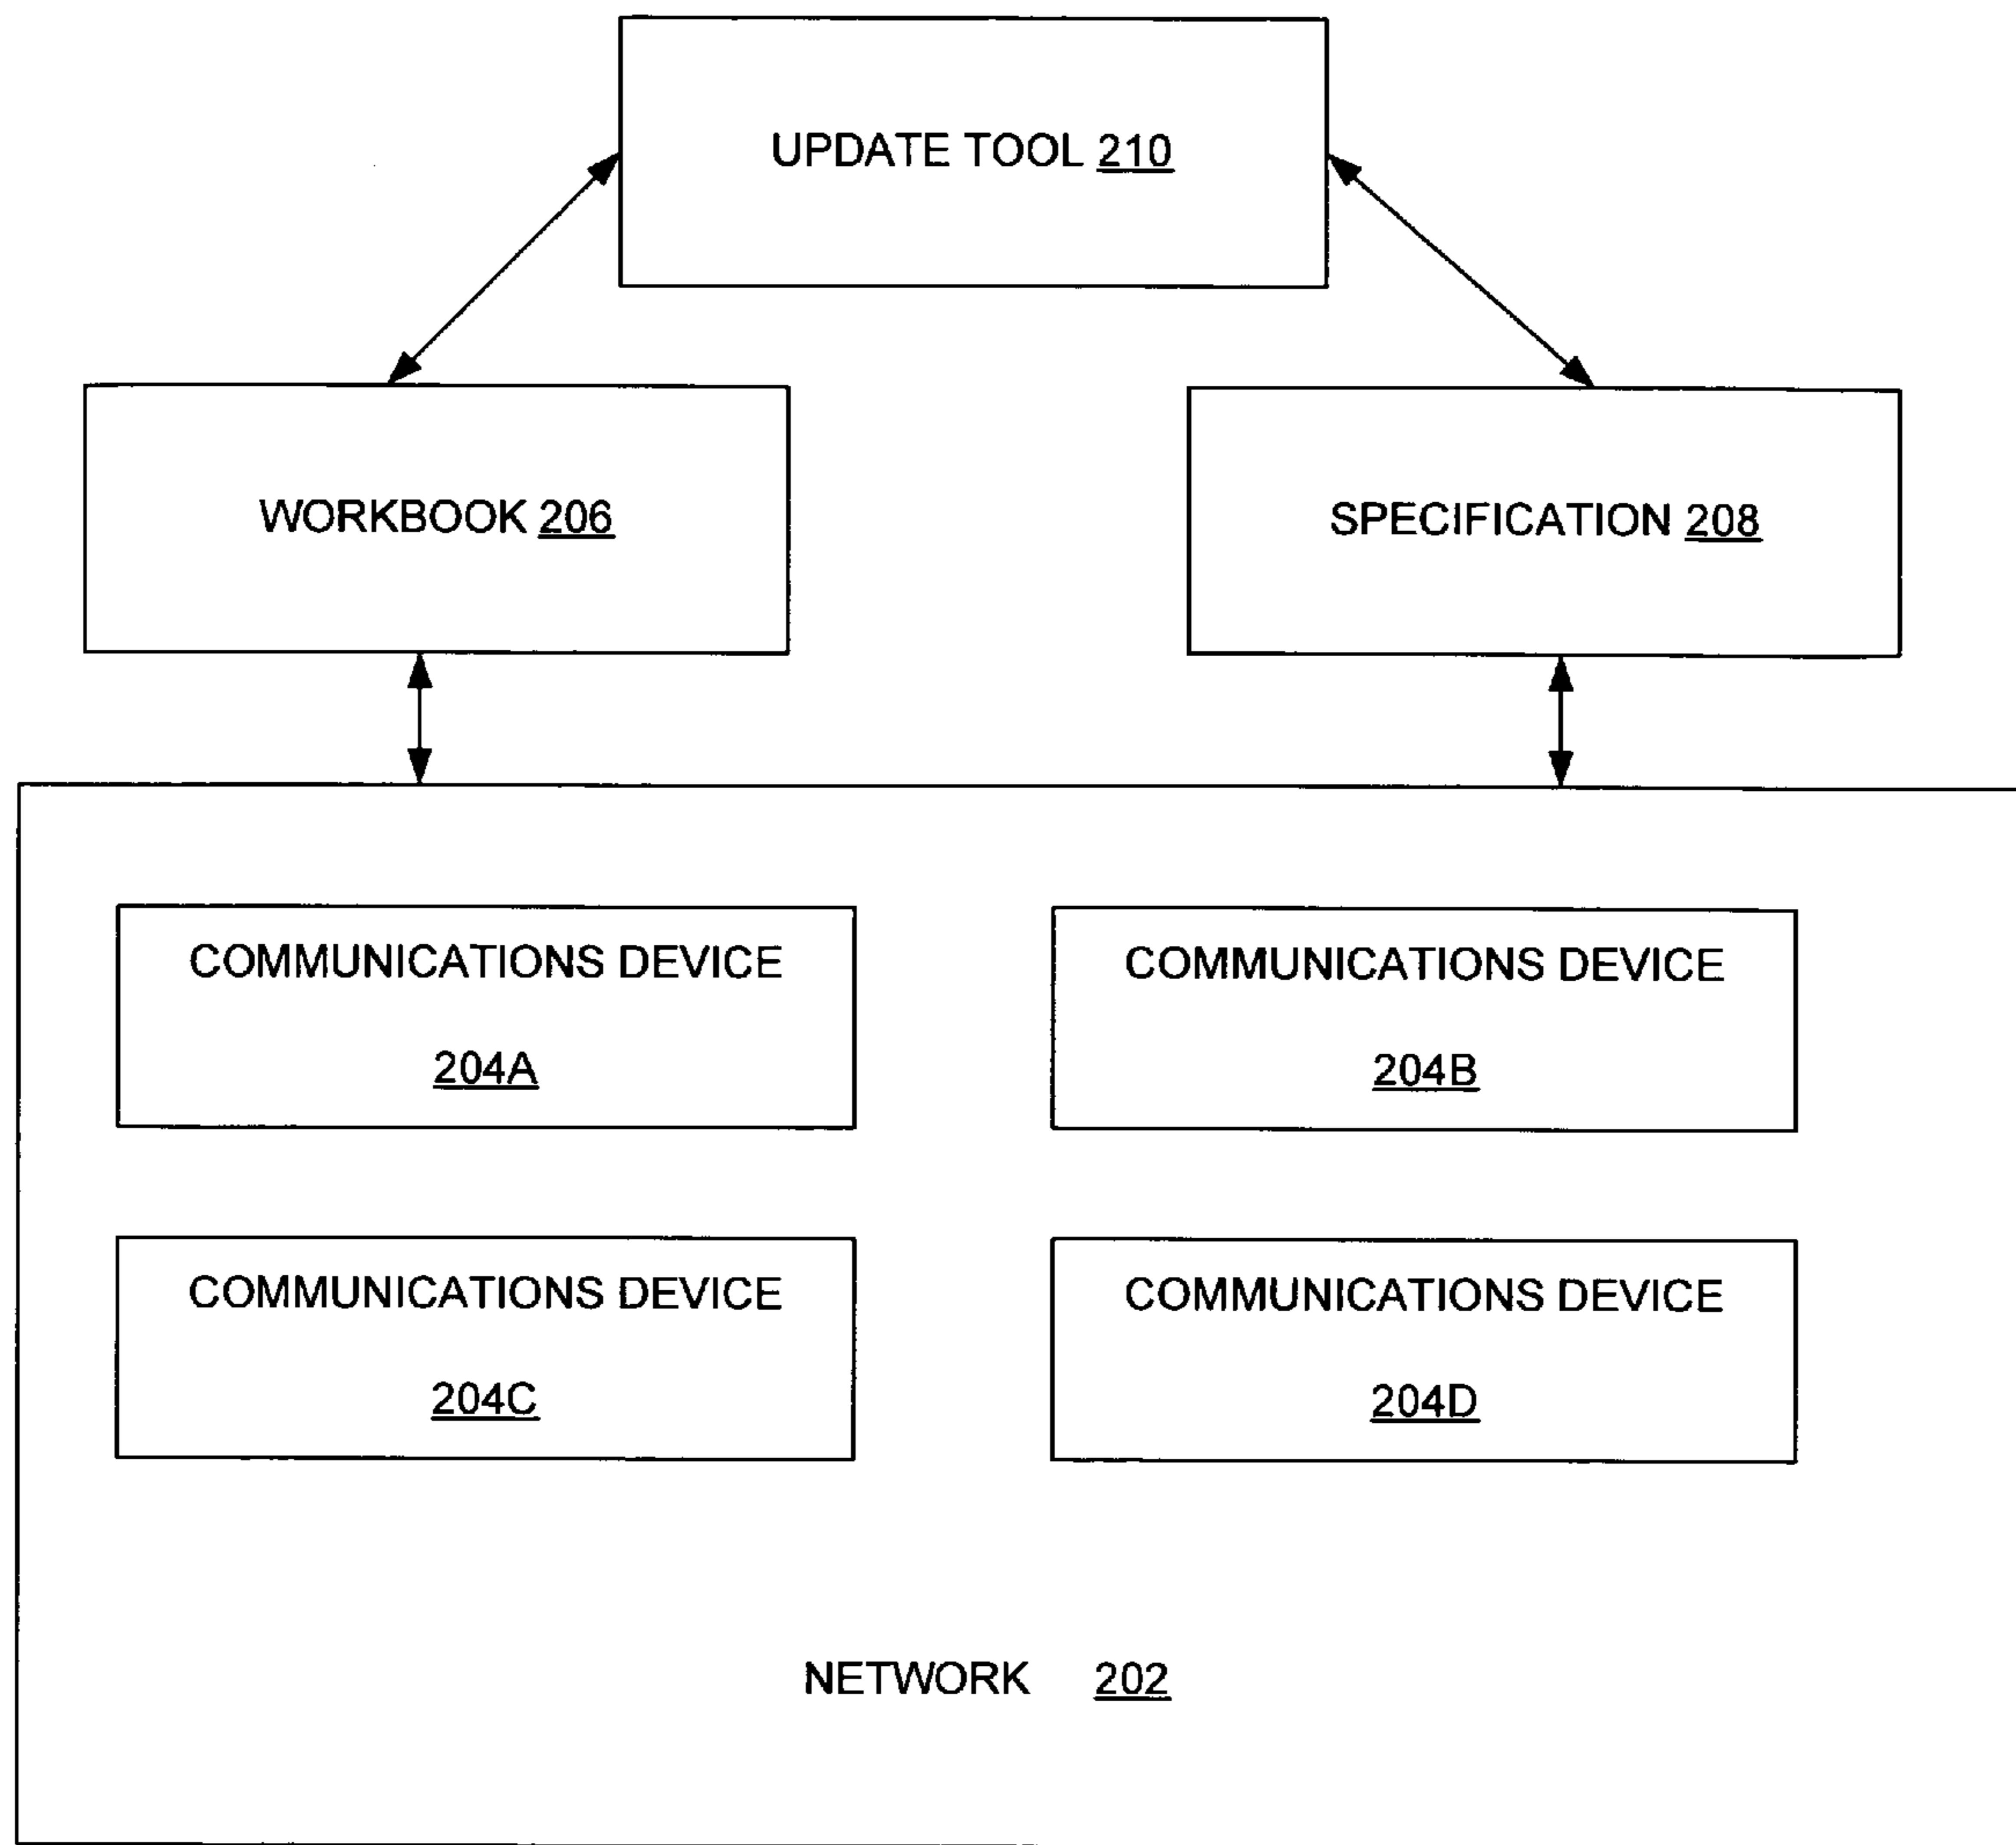 UPDATE TOOL 210
WORKBOOK 206
SPECIFICATION 208
COMMUNICATIONS DEVICE
204A
COMMUNICATIONS DEVICE
204B
COMMUNICATIONS DEVICE
204C
COMMUNICATIONS DEVICE
204D
NETWORK 202